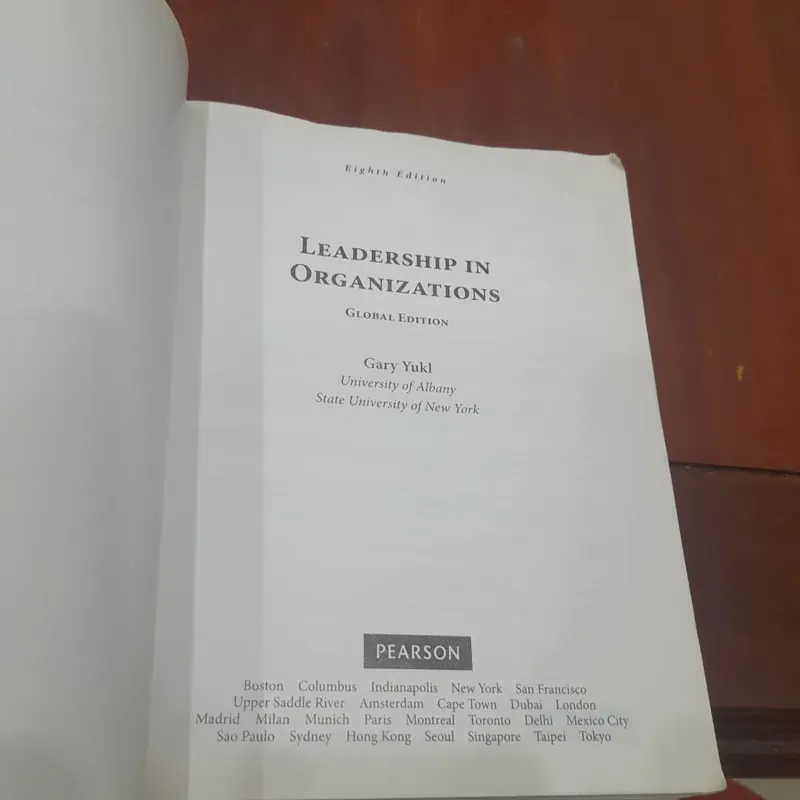 Eighth Edition
LEADERSHIP IN
ORGANIZATIONS
GLOBAL EDITION
Gary Yukl
University of Albany
State University of New York
PEARSON
Boston Columbus Indianapolis New York San Francisco
Upper Saddle River Amsterdam Cape Town Dubai London
Madrid Milan Munich Paris Montreal Toronto Delhi Mexico City
Sao Paulo Sydney Hong Kong Seoul Singapore Taipei Tokyo